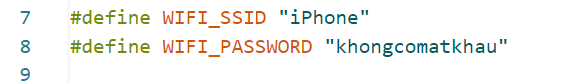 7 #define WIFI_SSID "iPhone"
8 #define WIFI_PASSWORD "khongcomatkhau"
9